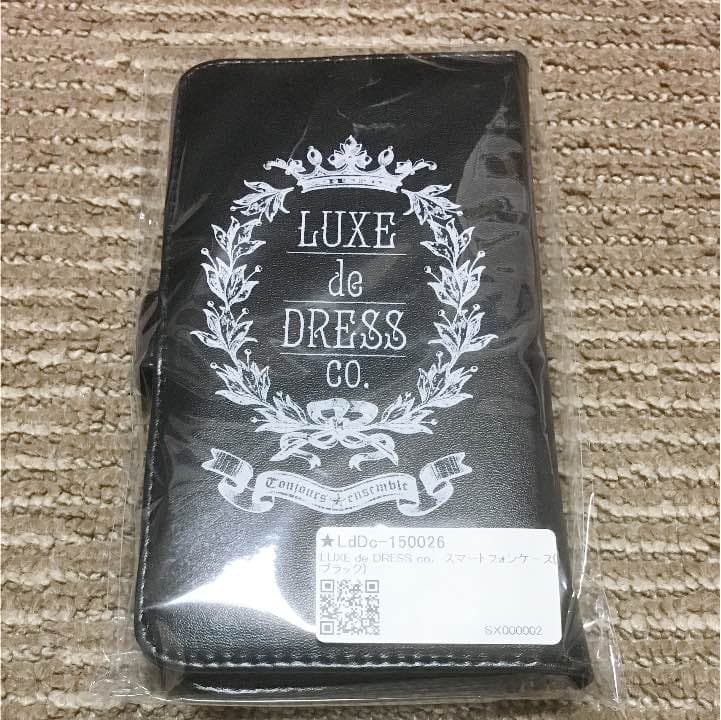 LUXE
de
DRESS
CO.
Toujours ensemble
★LdDc-150026
LUXE de DRESS co. スマートフォンケース(
ブラック)
SX000002